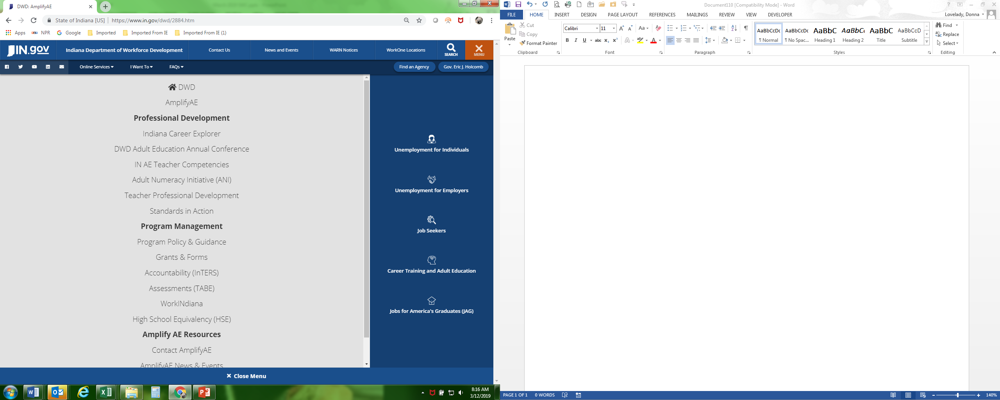 DWD: AmplifyAE
State of Indiana [US] | https://www.in.gov/dwd/2884.htm
Apps NPR Google Imported Imported From IE Imported From IE (1)
IN.gov Indiana Department of Workforce Development Contact Us News and Events WARN Notices WorkOne Locations SEARCH MENU
Online Services I Want To FAQs Find an Agency Gov. Eric J. Holcomb
DWD
AmplifyAE
Professional Development
Indiana Career Explorer
DWD Adult Education Annual Conference
IN AE Teacher Competencies
Adult Numeracy Initiative (ANI)
Teacher Professional Development
Standards in Action
Program Management
Program Policy & Guidance
Grants & Forms
Accountability (InTERS)
Assessments (TABE)
WorkINdiana
High School Equivalency (HSE)
Amplify AE Resources
Contact AmplifyAE
AmplifyAE News & Events
Unemployment for Individuals
Unemployment for Employers
Job Seekers
Career Training and Adult Education
Jobs for America's Graduates (JAG)
Close Menu
8:16 AM
3/12/2019
Document110 [Compatibility Mode] - Word
FILE HOME INSERT DESIGN PAGE LAYOUT REFERENCES MAILINGS REVIEW VIEW DEVELOPER Lovelady, Donna
Paste
Cut
Copy
Format Painter
Clipboard
Calibri 11
Font
Paragraph
AaBbCcDc AaBbCcDc AaBbC AaBbCc AaBbC AaBbCcD
¶ Normal ¶ No Spac... Heading 1 Heading 2 Title Subtitle
Styles
Find
Replace
Select
Editing
PAGE 1 OF 1 0 WORDS 140%